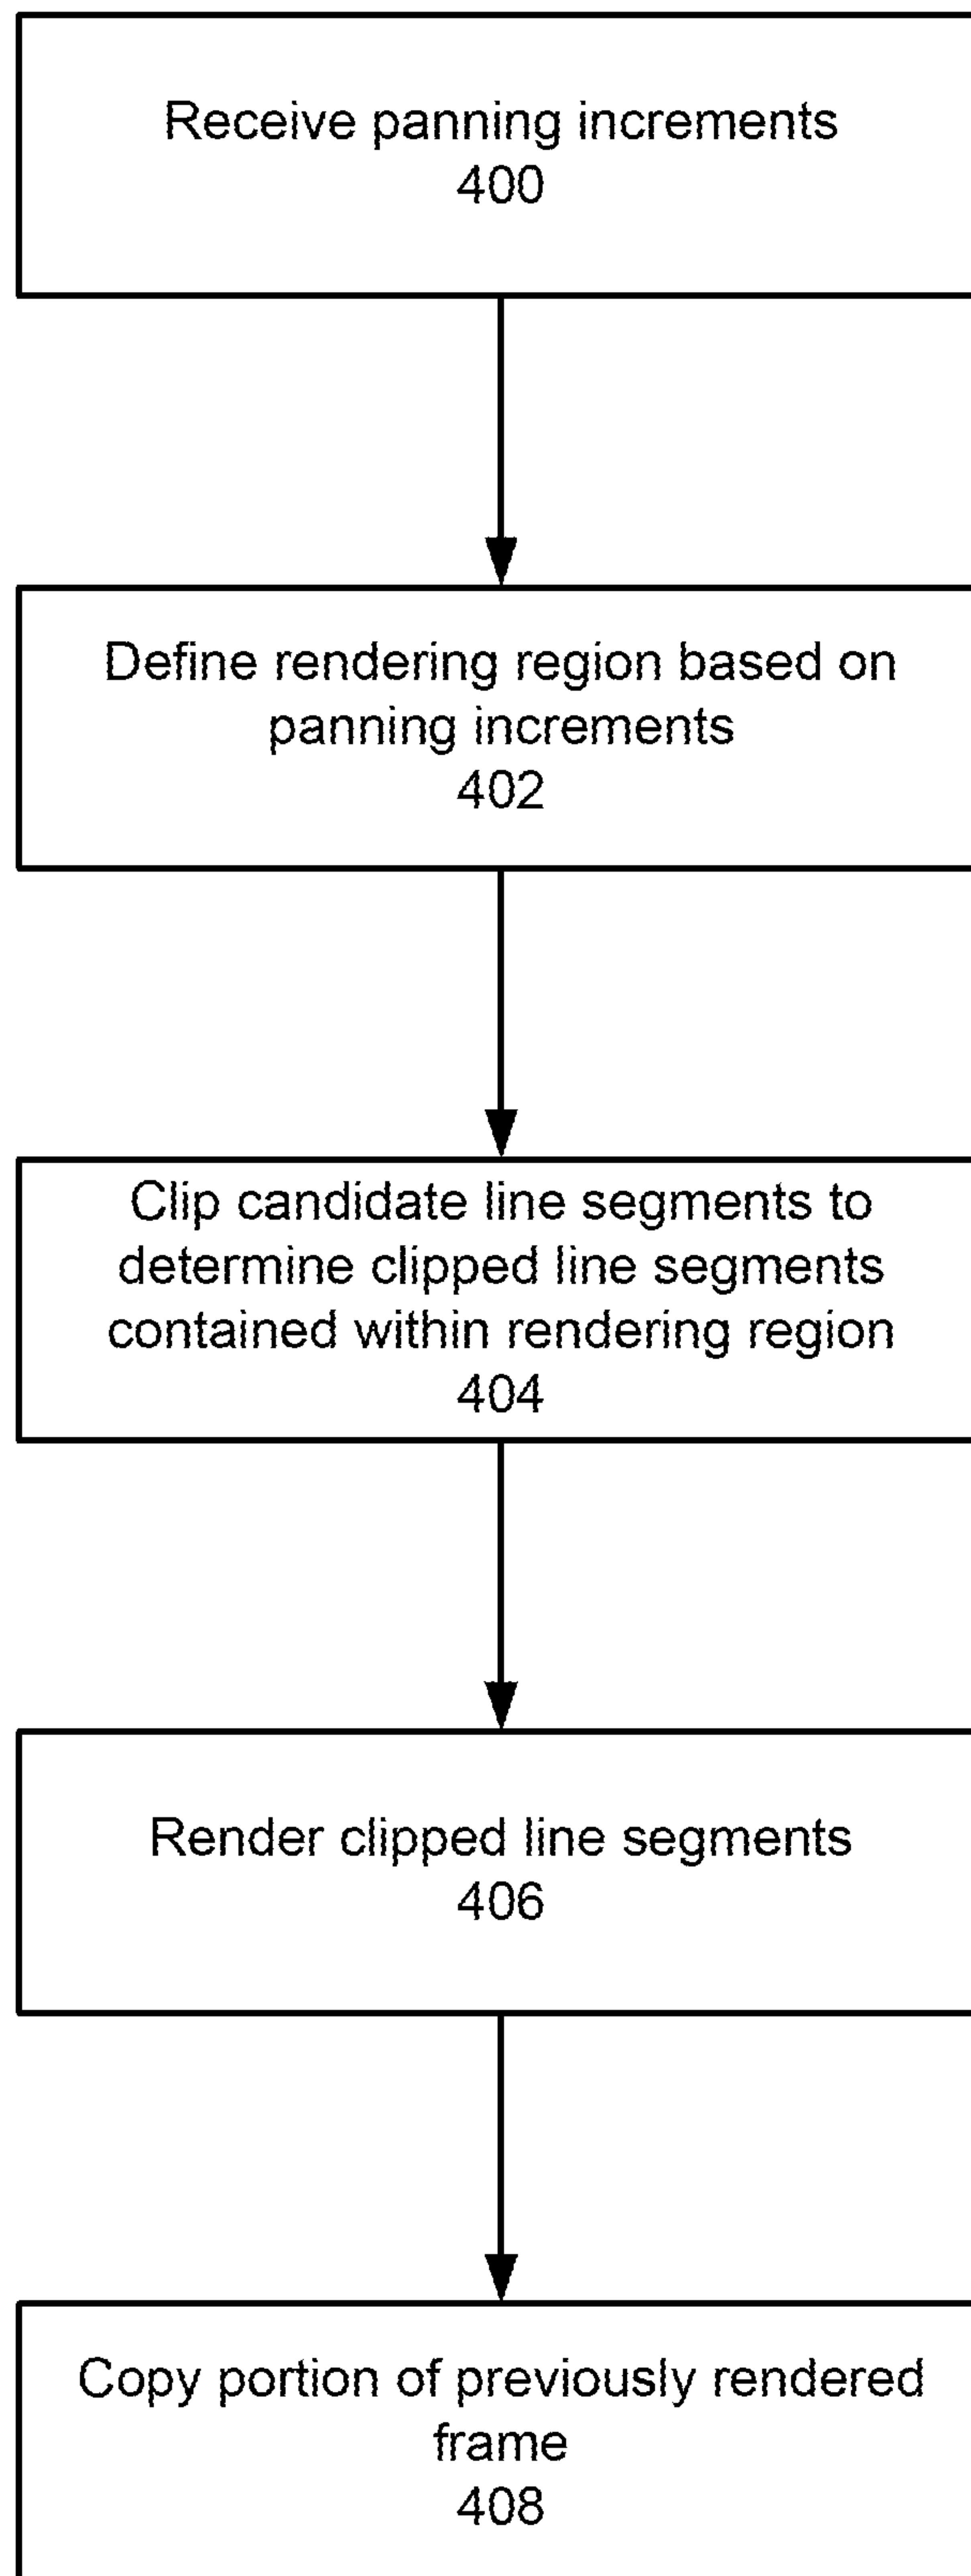 Receive panning increments
400
Define rendering region based on
panning increments
402
Clip candidate line segments to
determine clipped line segments
contained within rendering region
404
Render clipped line segments
406
Copy portion of previously rendered
frame
408